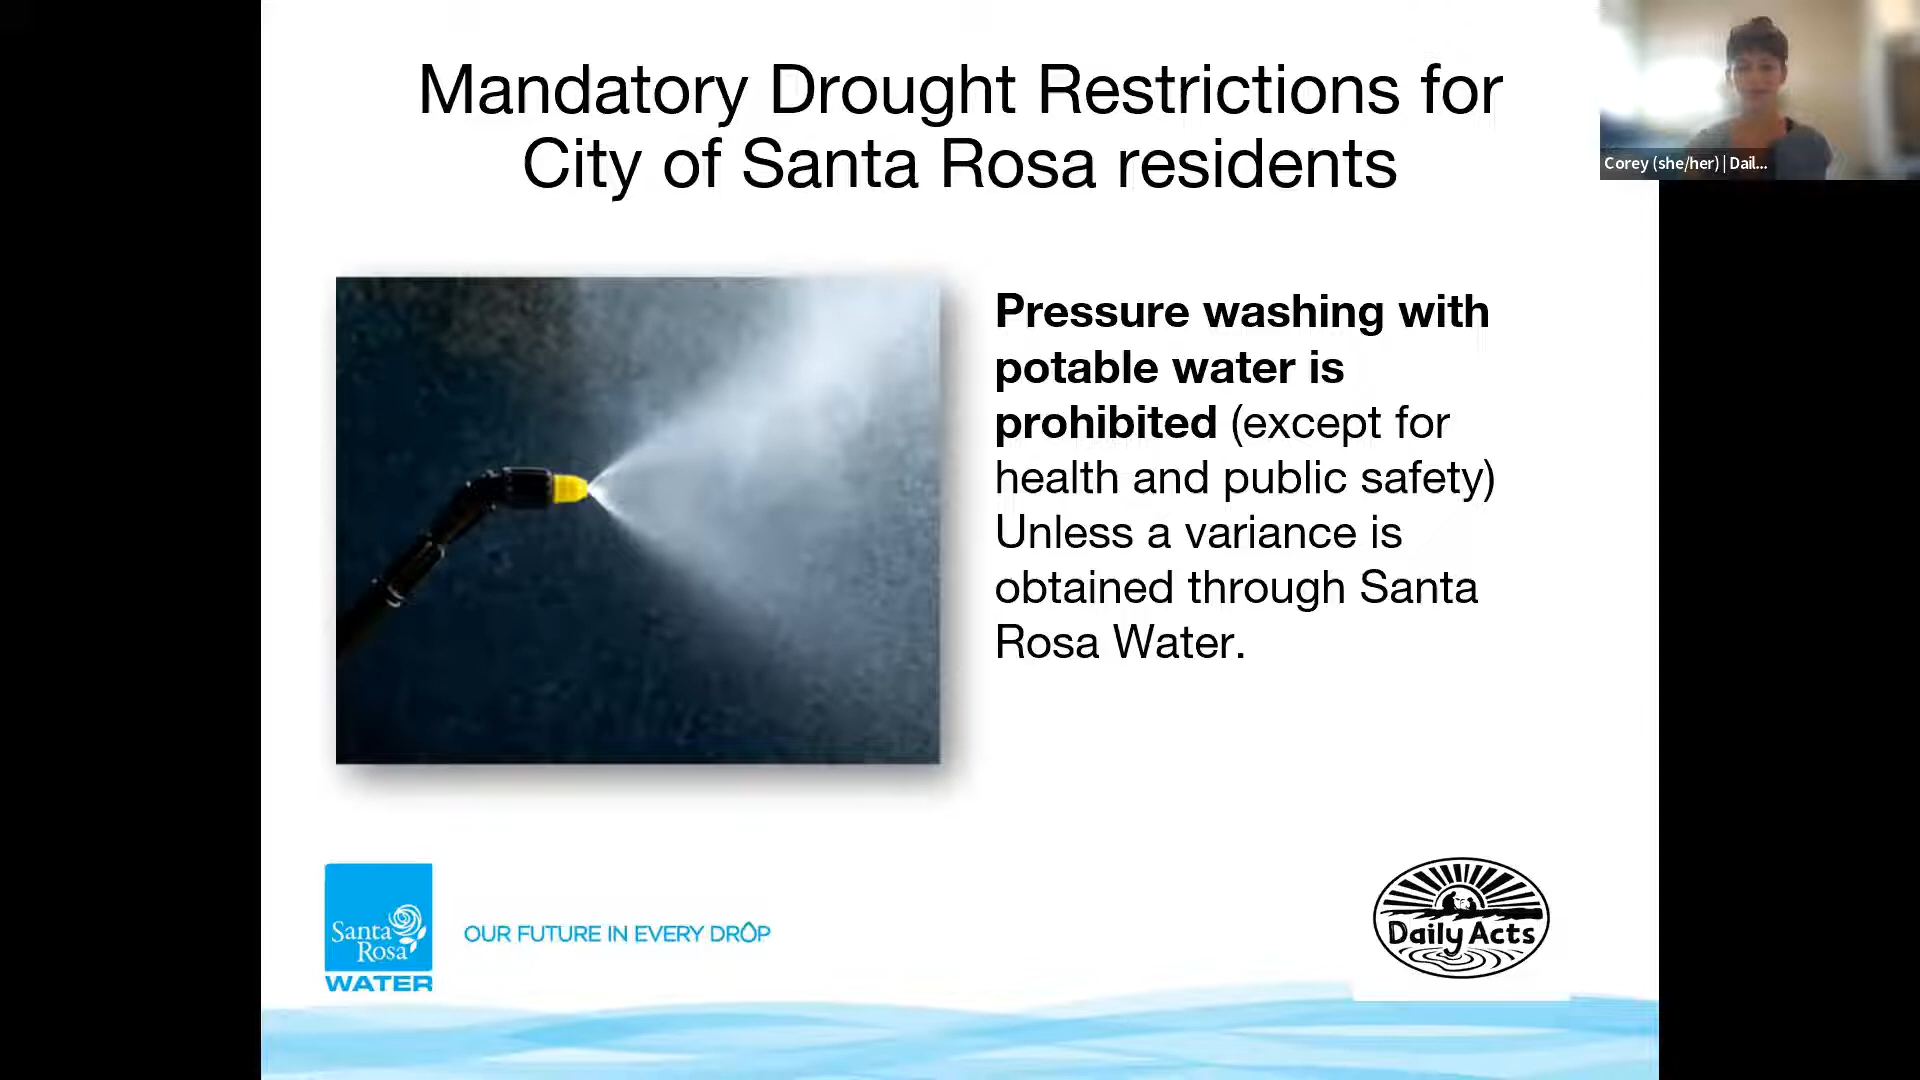 Mandatory Drought Restrictions for
City of Santa Rosa residents
Corey (she/her) | Dail...
Pressure washing with
potable water is
prohibited (except for
health and public safety)
Unless a variance is
obtained through Santa
Rosa Water.
Santa
Rosa
WATER
OUR FUTURE IN EVERY DROP
Daily Acts